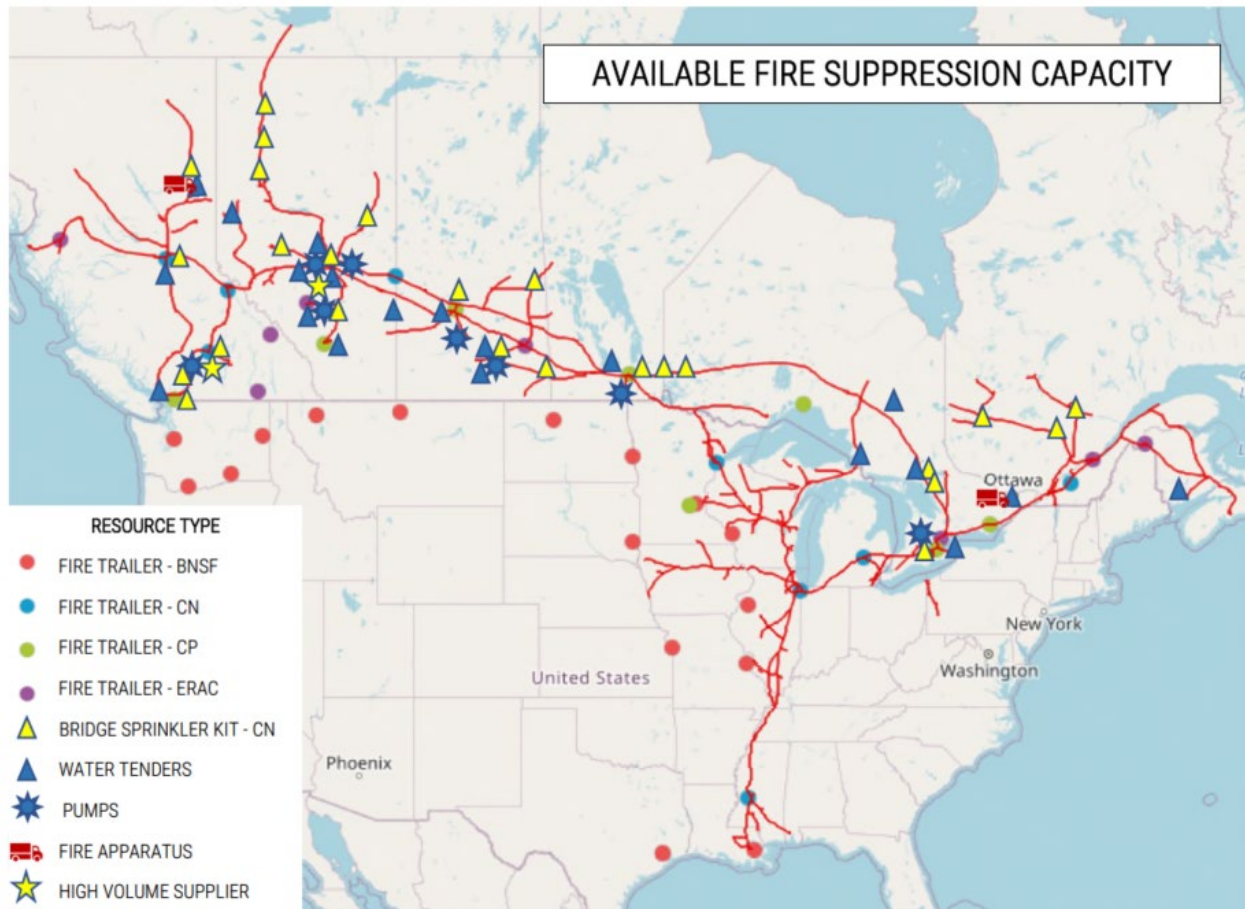 AVAILABLE FIRE SUPPRESSION CAPACITY
Ottawa
New York
Washington
United States
Phoenix
RESOURCE TYPE
FIRE TRAILER - BNSF
FIRE TRAILER - CN
FIRE TRAILER - CP
FIRE TRAILER - ERAC
BRIDGE SPRINKLER KIT - CN
WATER TENDERS
PUMPS
FIRE APPARATUS
HIGH VOLUME SUPPLIER